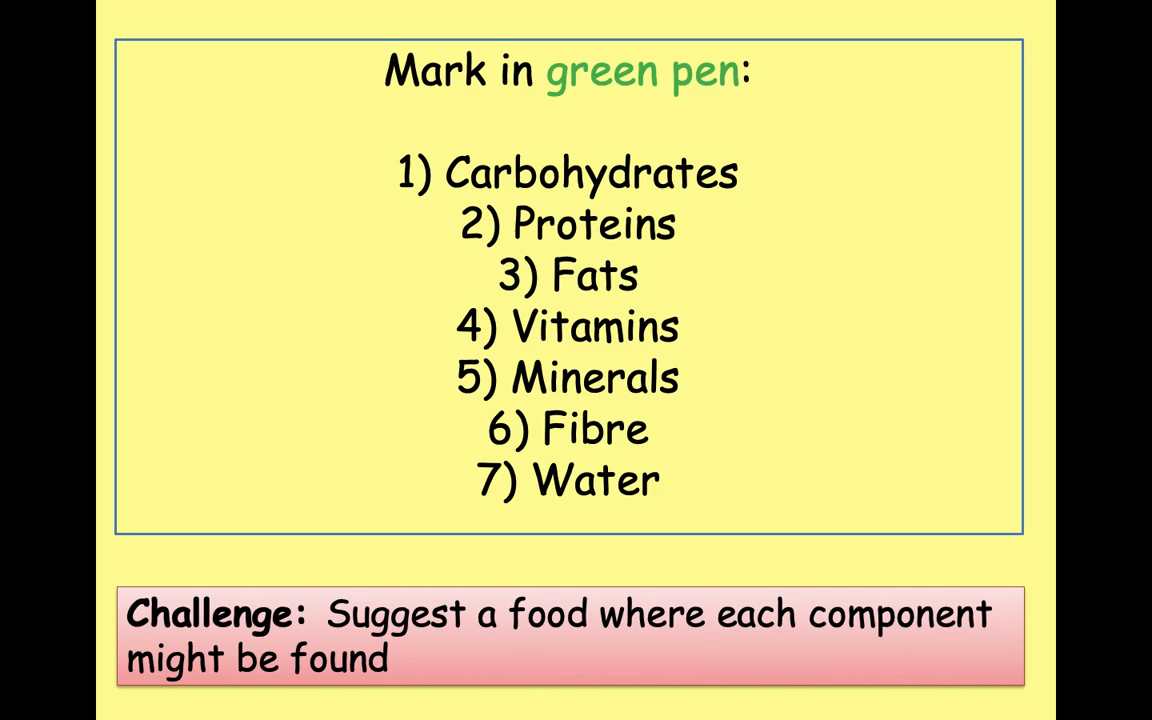 Mark in green pen:
1) Carbohydrates
2) Proteins
3) Fats
4) Vitamins
5) Minerals
6) Fibre
7) Water
Challenge: Suggest a food where each component
might be found